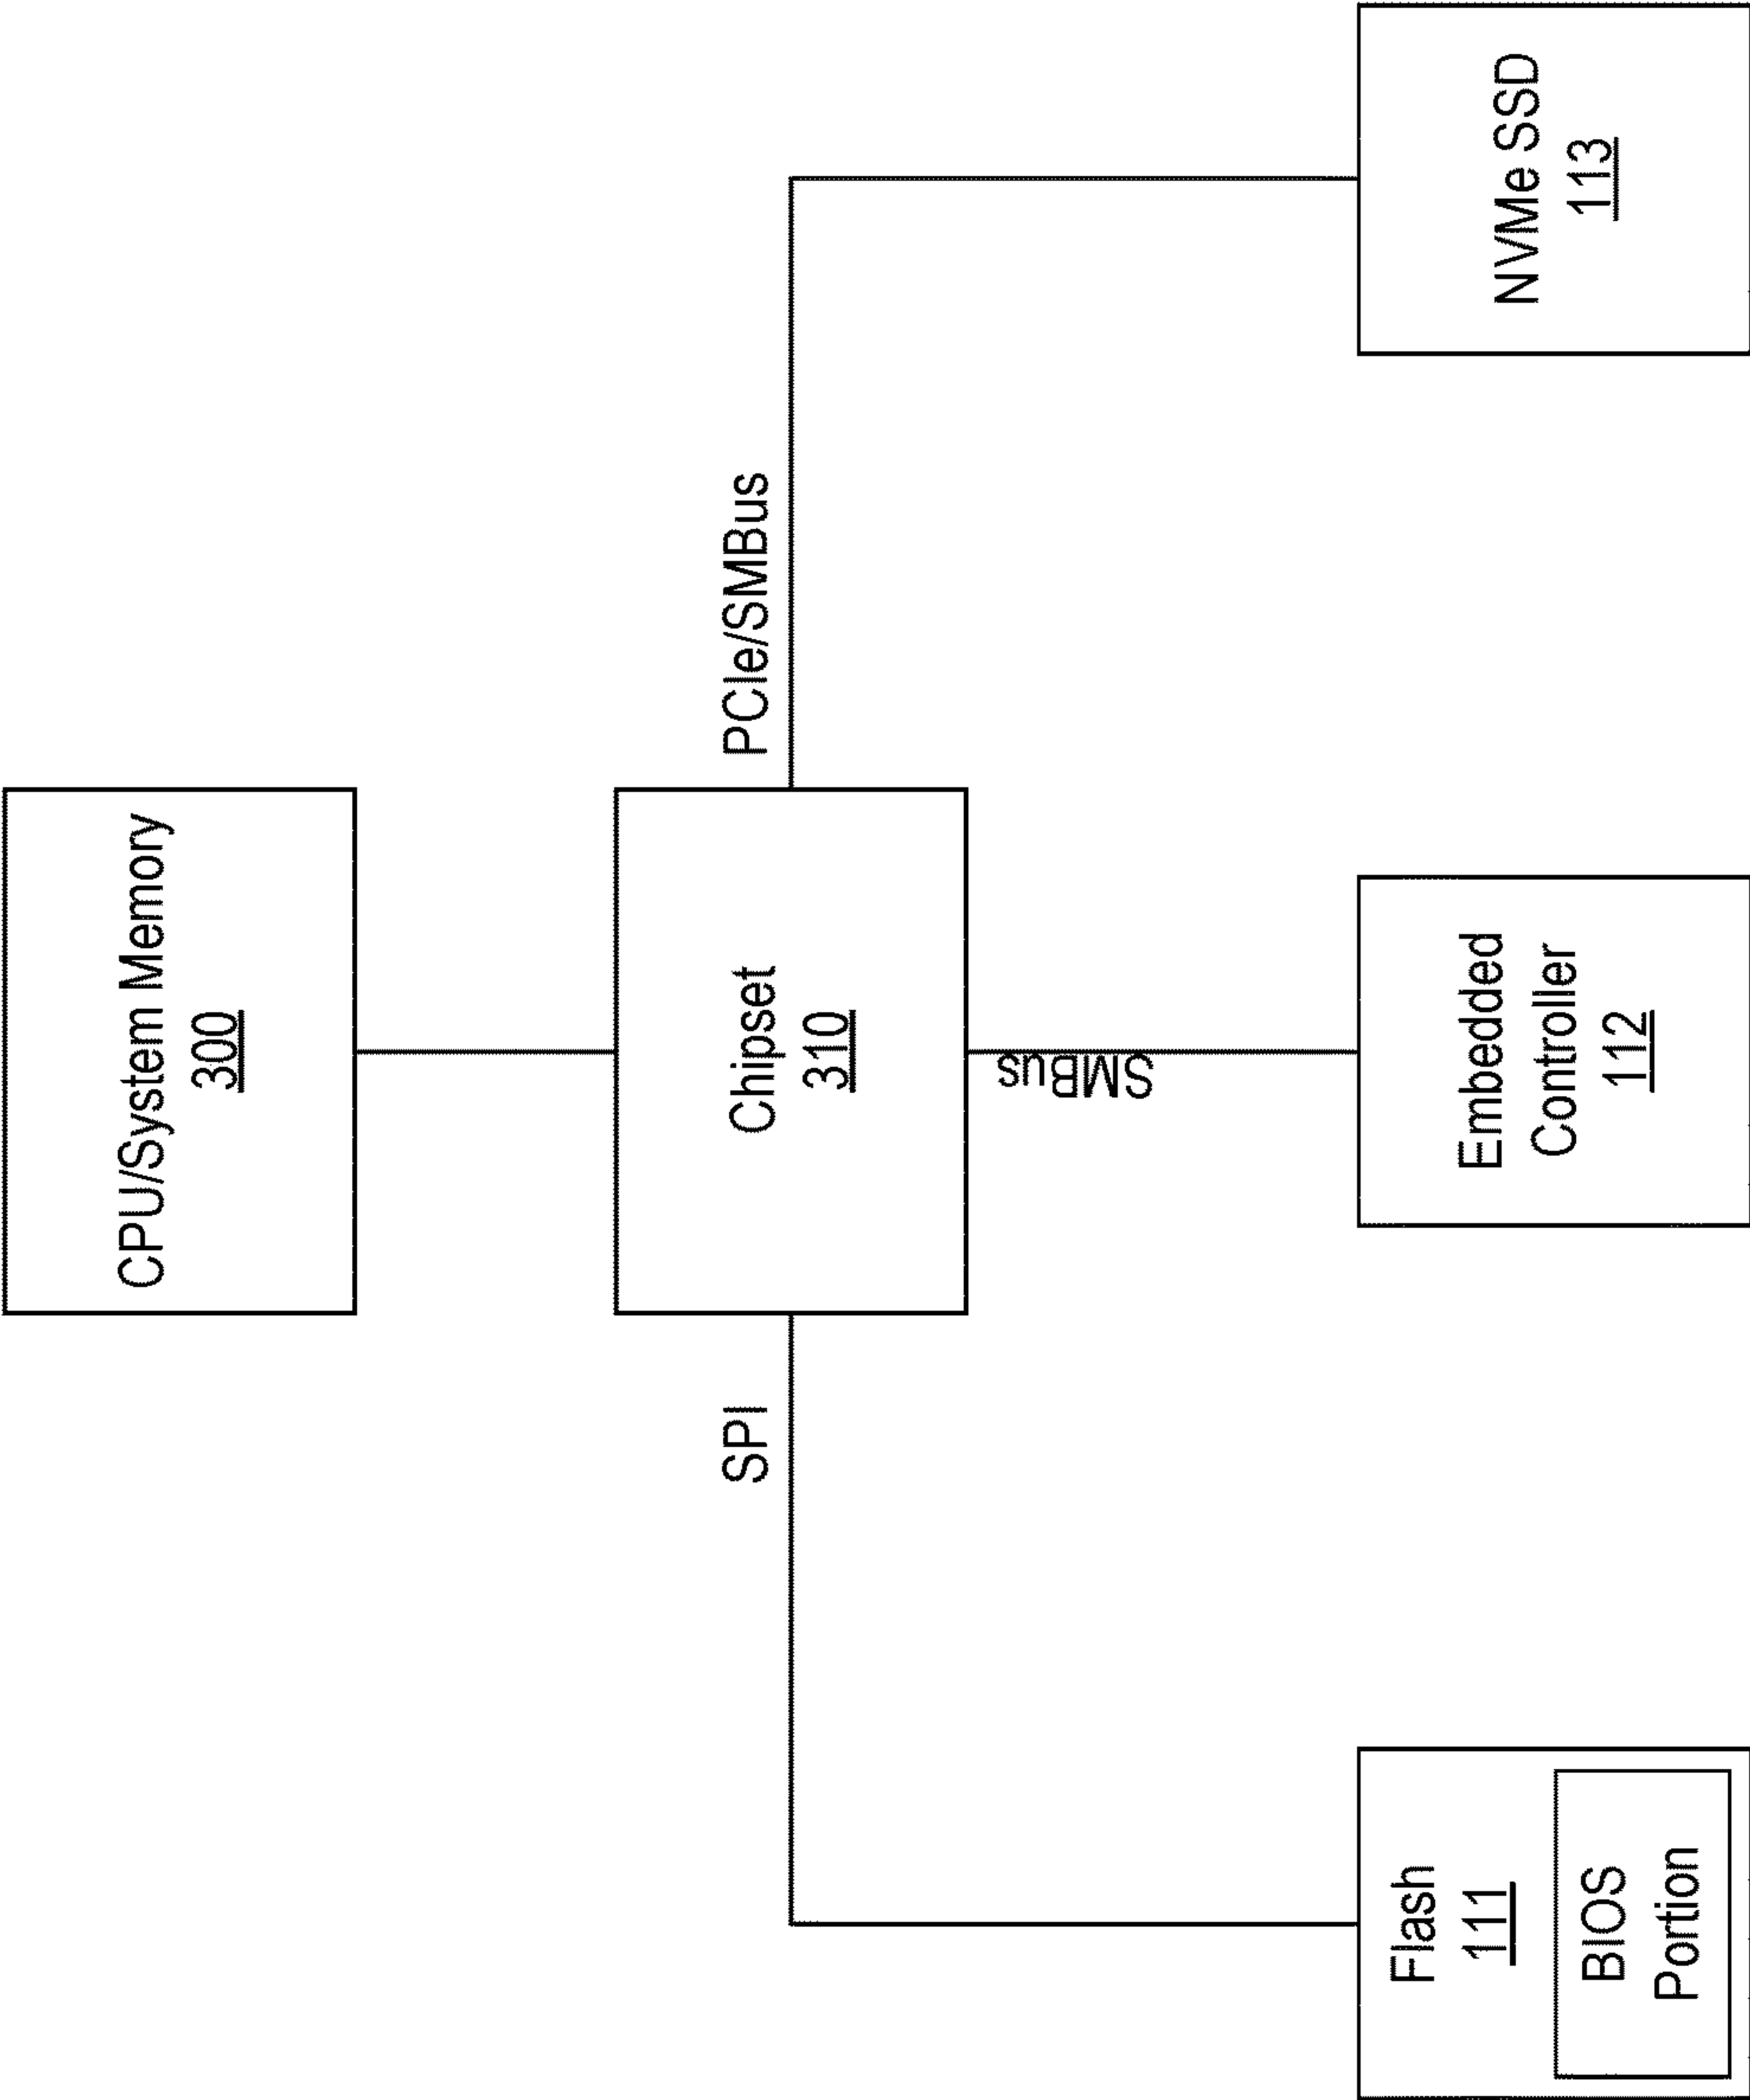 CPU/System Memory
300
SPI
Chipset
310
PCIe/SMBus
SMBus
Flash
111
BIOS
Portion
Embedded
Controller
112
NVMe SSD
113